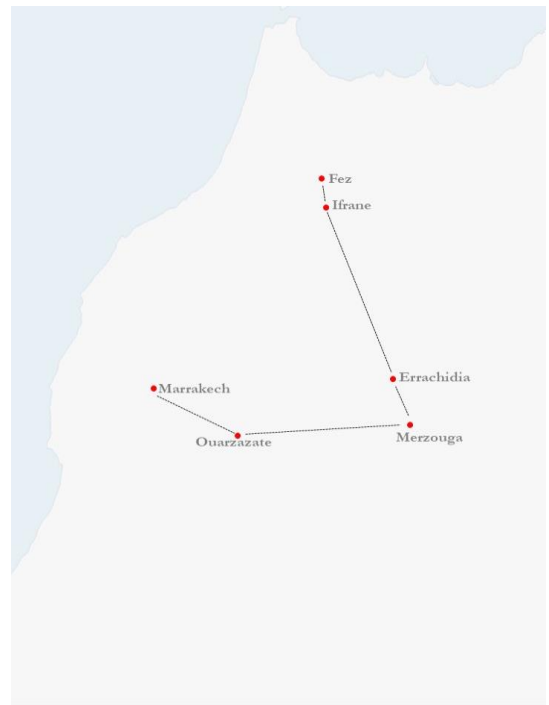 Fez
Ifrane
Errachidia
Marrakech
Merzouga
Ouarzazate